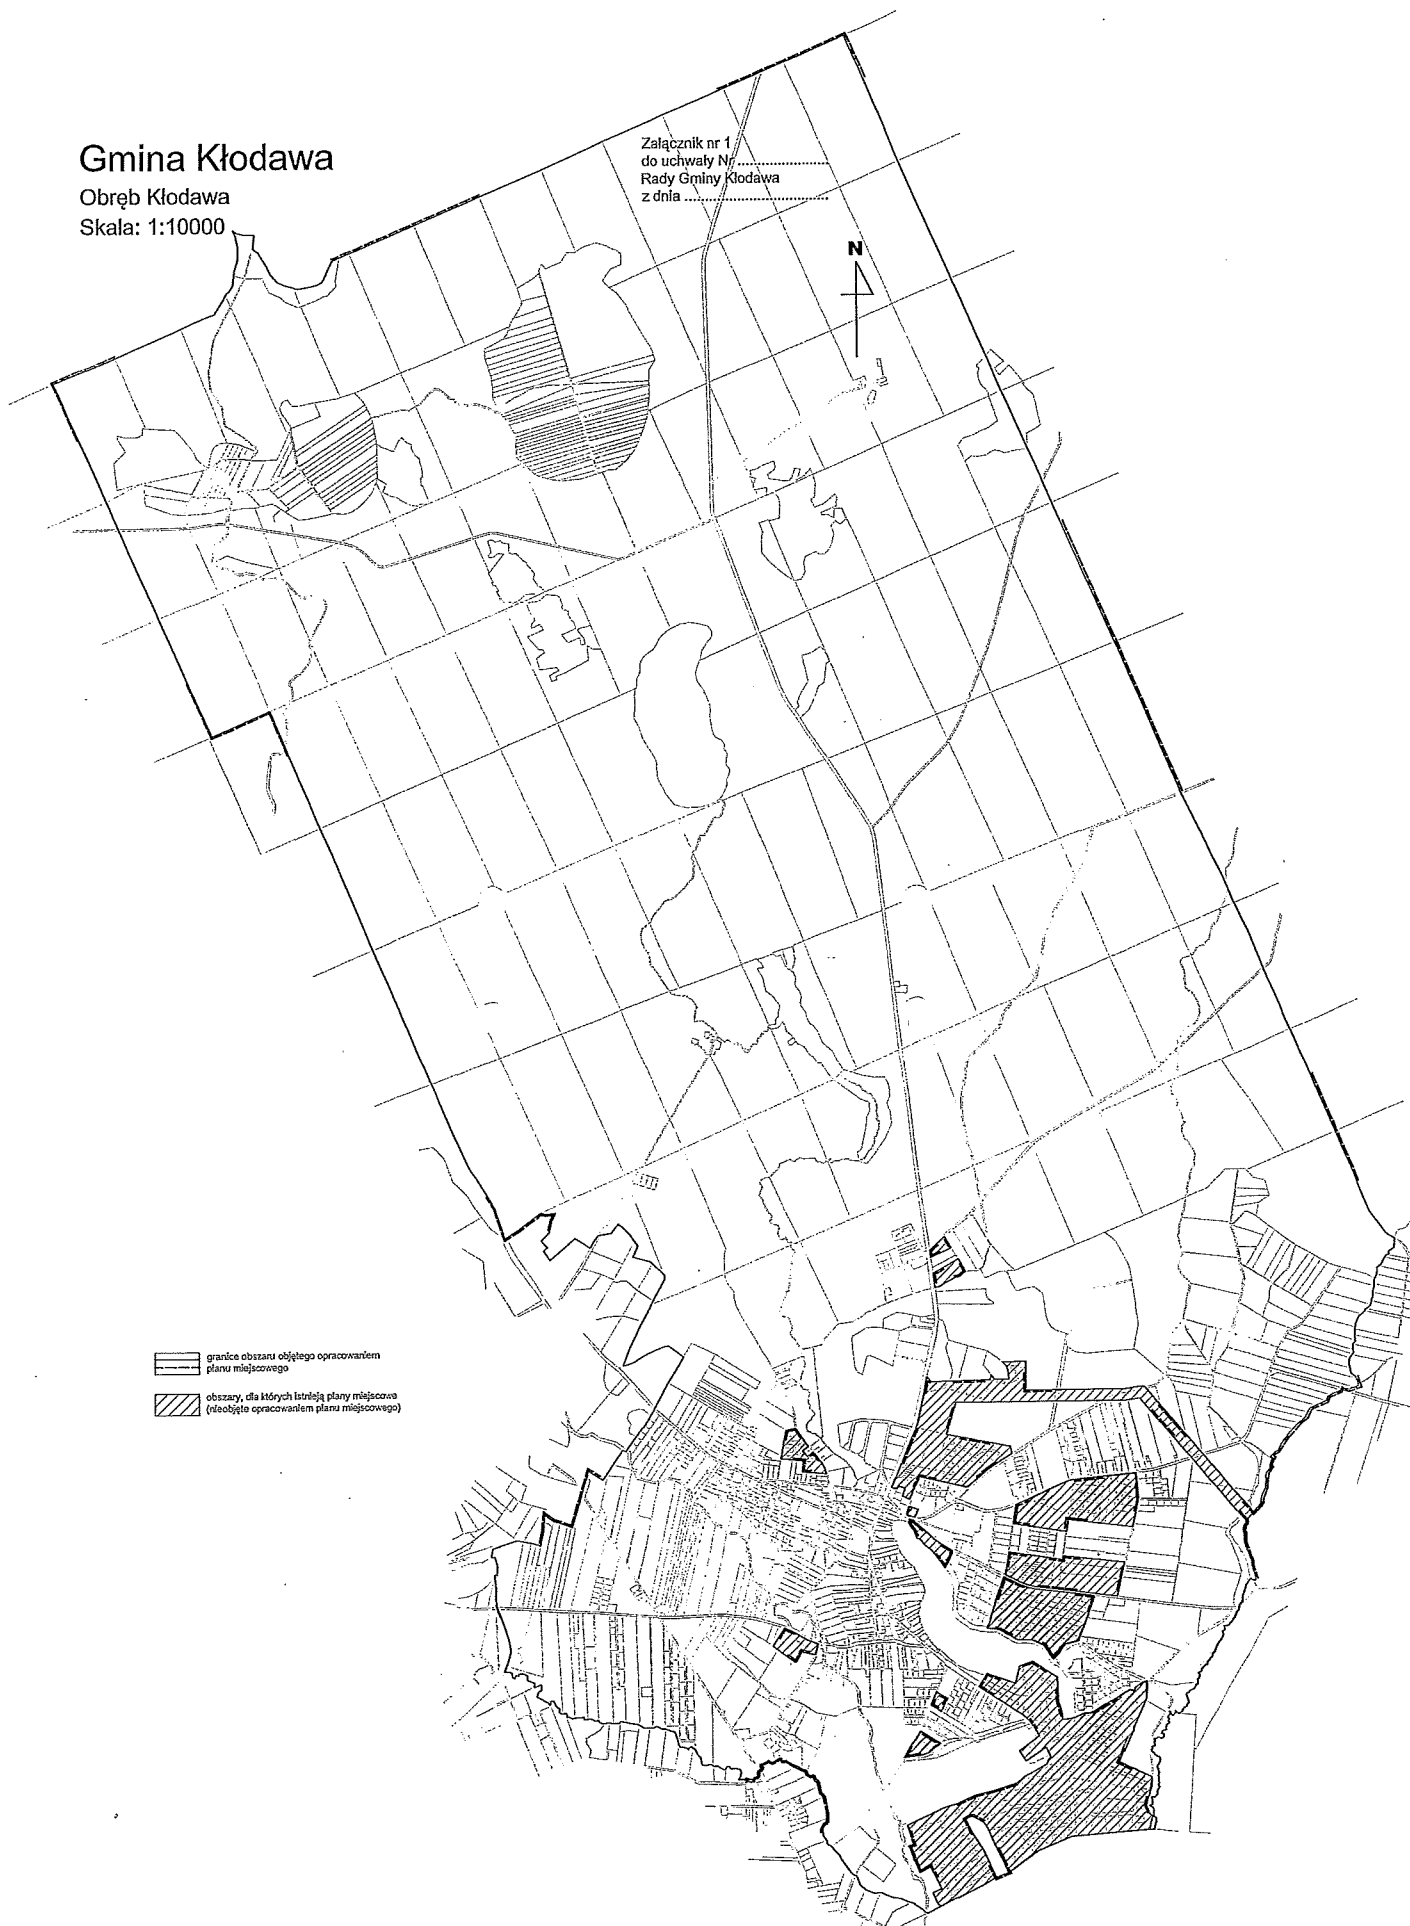 Gmina Kłodawa
Obręb Kłodawa
Skala: 1:10000
Załącznik nr 1
do uchwały Nr ........................
Rady Gminy Kłodawa
z dnia ......................................
N
granice obszaru objętego opracowaniem
planu miejscowego
obszary, dla których istnieją plany miejscowe
(nieobjęte opracowaniem planu miejscowego)